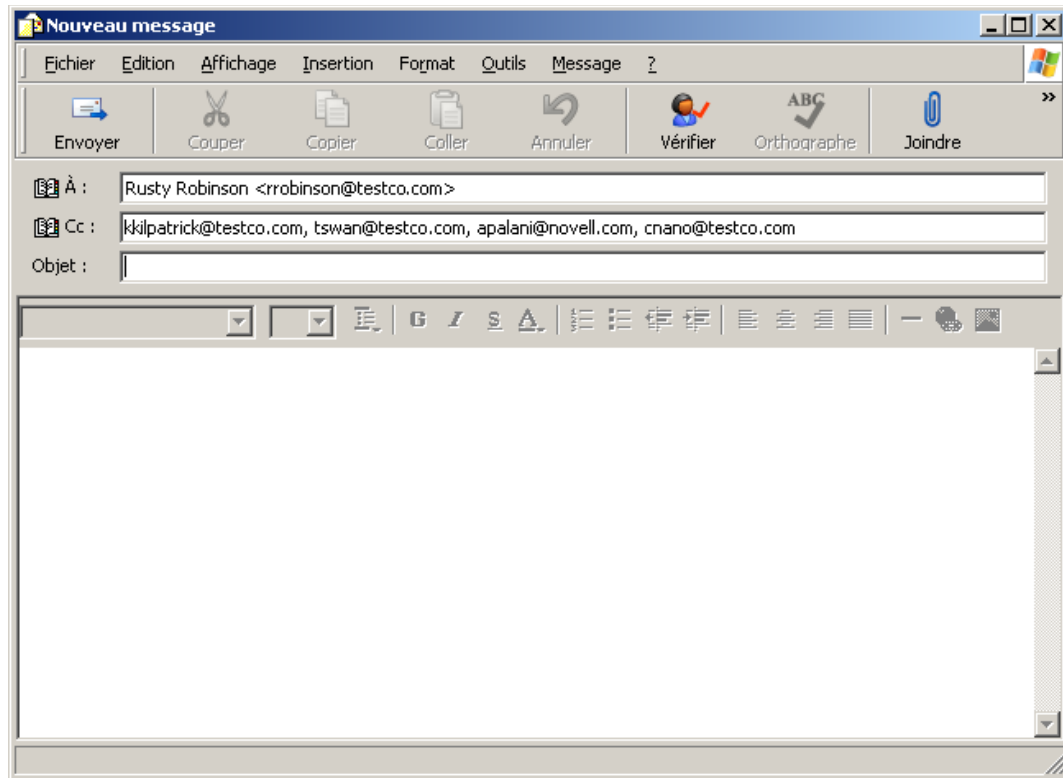 Nouveau message
Fichier Edition Affichage Insertion Format Outils Message ?
ABC
Envoyer Couper Copier Coller Annuler Vérifier Orthographe Joindre
À : Rusty Robinson <rrobinson@testco.com>
Cc : kkilpatrick@testco.com, tswan@testco.com, apalani@novell.com, cnano@testco.com
Objet :
G I S A